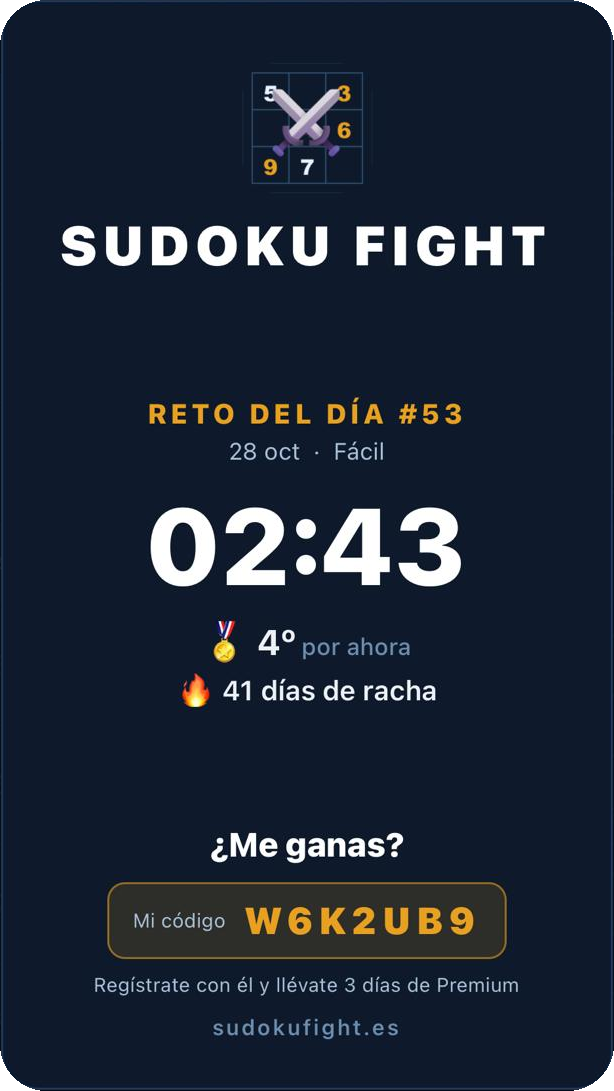 5 3
6
9 7
SUDOKU FIGHT
RETO DEL DÍA #53
28 oct · Fácil
02:43
4º por ahora
41 días de racha
¿Me ganas?
Mi código W6K2UB9
Regístrate con él y llévate 3 días de Premium
sudokufight.es